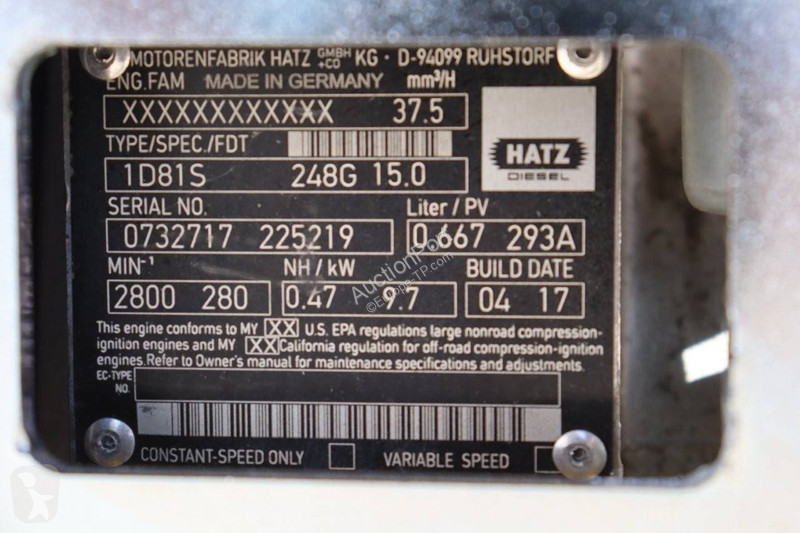 MOTORENFABRIK HATZ GMBH +CO KG · D-94099 RUHSTORF
ENG.FAM MADE IN GERMANY mm³/H
XXXXXXXXXXXX 37.5
TYPE/SPEC./FDT
1D81S 248G 15.0
HATZ
DIESEL
SERIAL NO. Liter / PV
0732717 225219 0.667 293A
MIN⁻¹ NH / kW BUILD DATE
2800 280 0.47 9.7 04 17
This engine conforms to MY XX U.S. EPA regulations large nonroad compression-
ignition engines and MY XX California regulation for off-road compression-ignition
engines. Refer to Owner's manual for maintenance specifications and adjustments.
EC-TYPE
NO.
CONSTANT-SPEED ONLY VARIABLE SPEED
AuctionPort
©Europe-TP.com